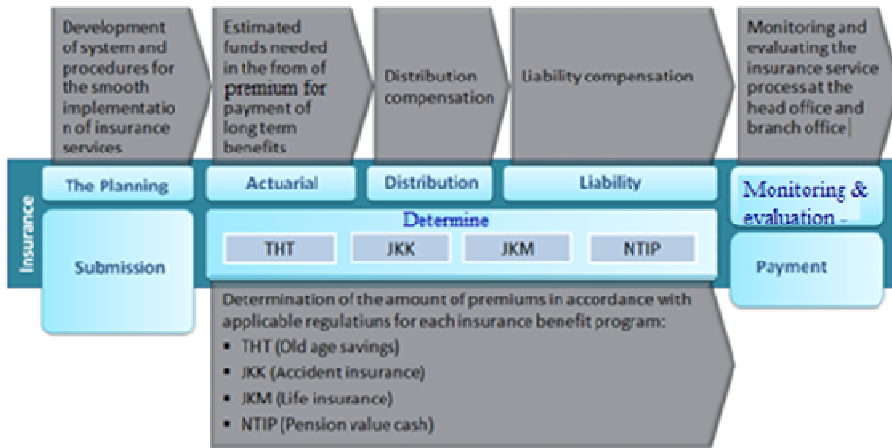 Development
of system and
procedures for
the smooth
implementatio
n of insurance
services
Estimated
funds needed
in the from of
premium for
payment of
long term
benefits
Distribution
compensation
Liability compensation
Monitoring and
evaluating the
insurance service
process at the
head office and
branch office
Insurance
The Planning
Actuarial
Distribution
Liability
Monitoring &
evaluation -
Submission
Determine
THT
JKK
JKM
NTIP
Payment
Determination of the amount of premiums in accordance with
applicable regulatiuns for each insurance benefit program:
▪ THT (Old age savings)
▪ JKK (Accident insurance)
▪ JKM (Life insurance)
▪ NTIP (Pension value cash)